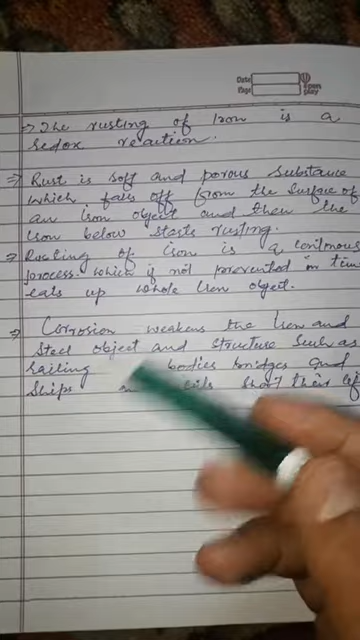 Date
Page
=> The rusting of Iron is a
redox reaction.
=> Rust is soft and porous substance
which falls off from the surface of
an iron object and then the
iron below starts rusting.
=> Rusting of iron is a
process. which if not prevented in tim
eats up whole Iron object.
=> Corrosion weakens the Iron and
steel object and structure such as
railing bodies bridges and
ships their